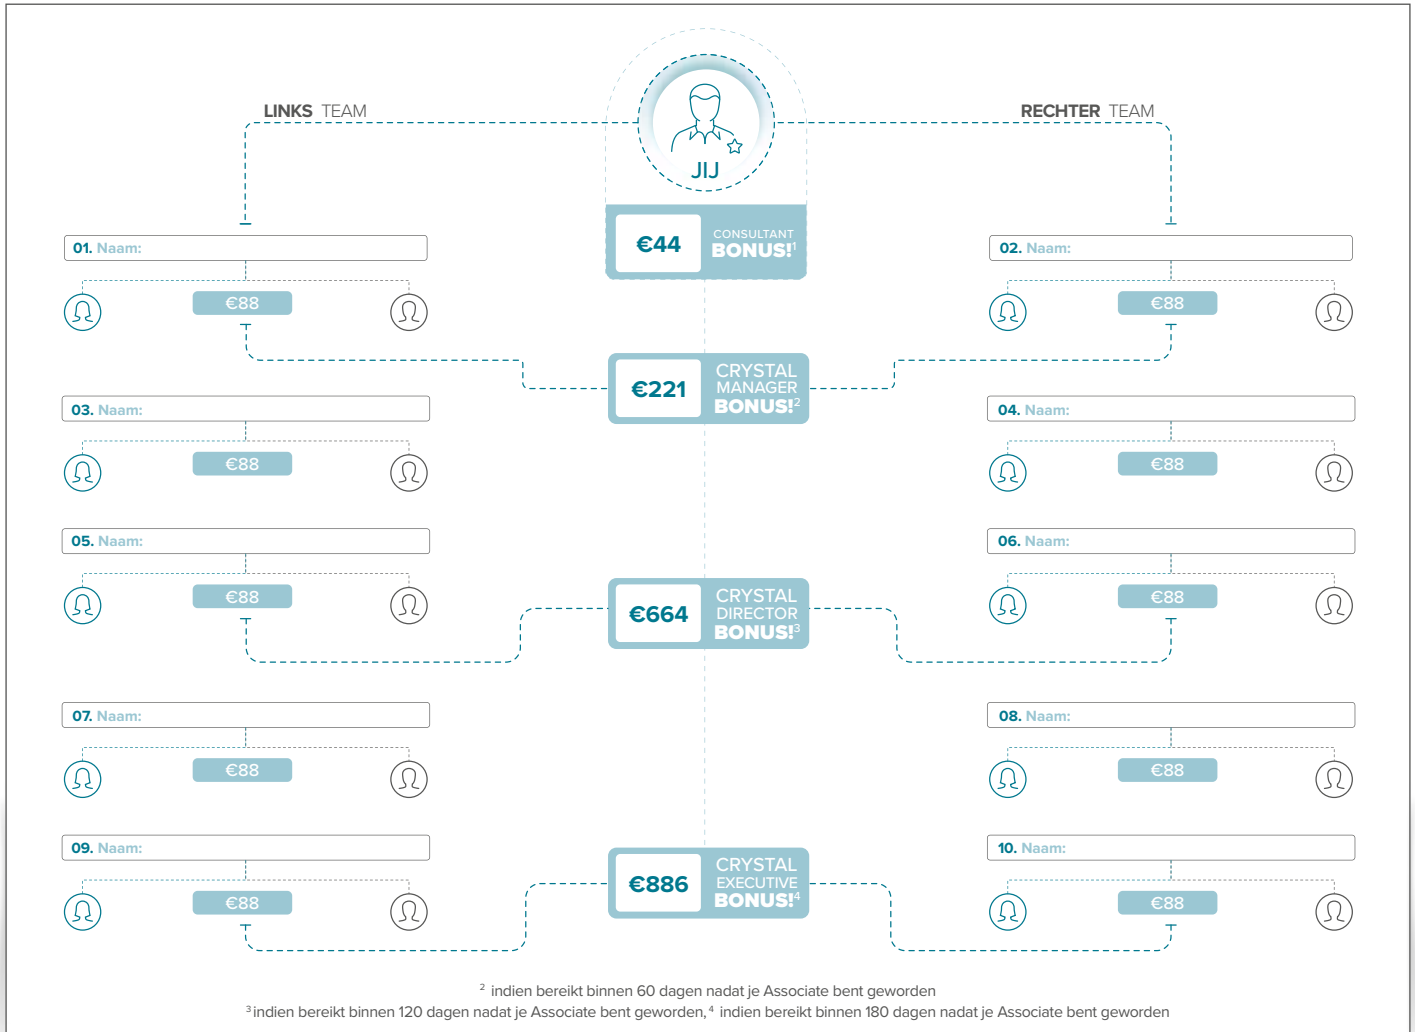 LINKS TEAM
RECHTER TEAM
JIJ
€44 CONSULTANT
BONUS!¹
01. Naam:
02. Naam:
€88
€88
€221 CRYSTAL
MANAGER
BONUS!²
03. Naam:
04. Naam:
€88
€88
05. Naam:
06. Naam:
€88
€88
€664 CRYSTAL
DIRECTOR
BONUS!³
07. Naam:
08. Naam:
€88
€88
09. Naam:
10. Naam:
€886 CRYSTAL
EXECUTIVE
BONUS!⁴
€88
€88
² indien bereikt binnen 60 dagen nadat je Associate bent geworden
³ indien bereikt binnen 120 dagen nadat je Associate bent geworden, ⁴ indien bereikt binnen 180 dagen nadat je Associate bent geworden